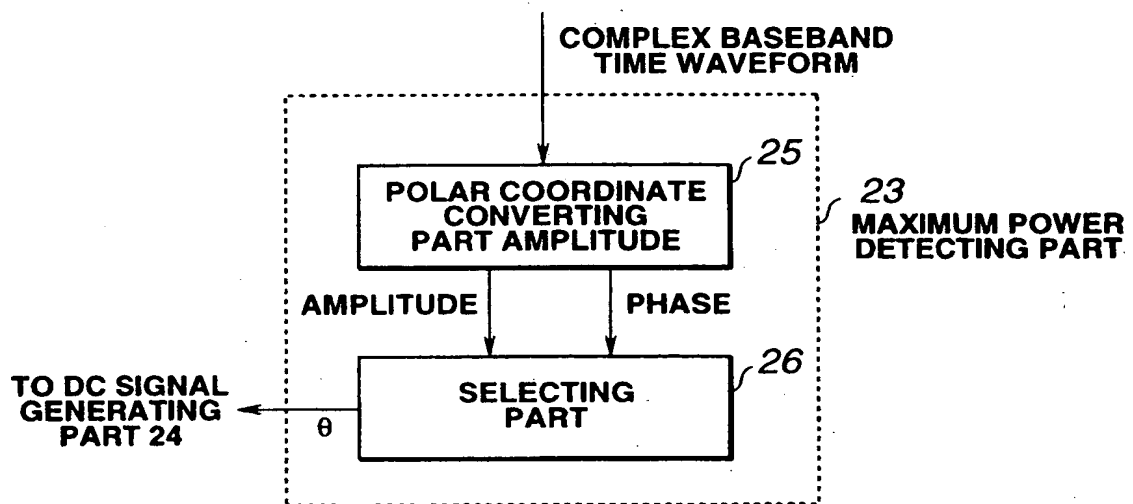 COMPLEX BASEBAND
TIME WAVEFORM
25
POLAR COORDINATE
CONVERTING
PART AMPLITUDE
23
MAXIMUM POWER
DETECTING PART
AMPLITUDE
PHASE
26
SELECTING
PART
TO DC SIGNAL
GENERATING
PART 24
θ